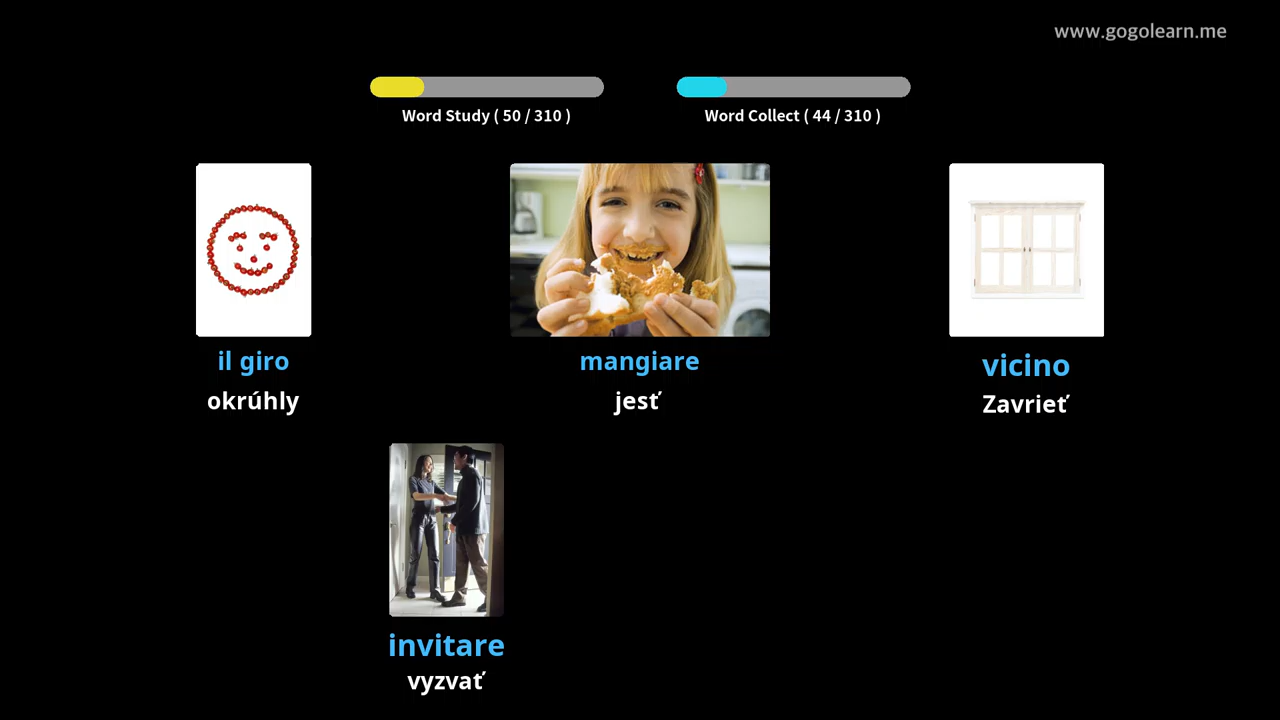 www.gogolearn.me
Word Study ( 50 / 310 )
Word Collect ( 44 / 310 )
il giro
okrúhly
mangiare
jesť
vicino
Zavrieť
invitare
vyzvať